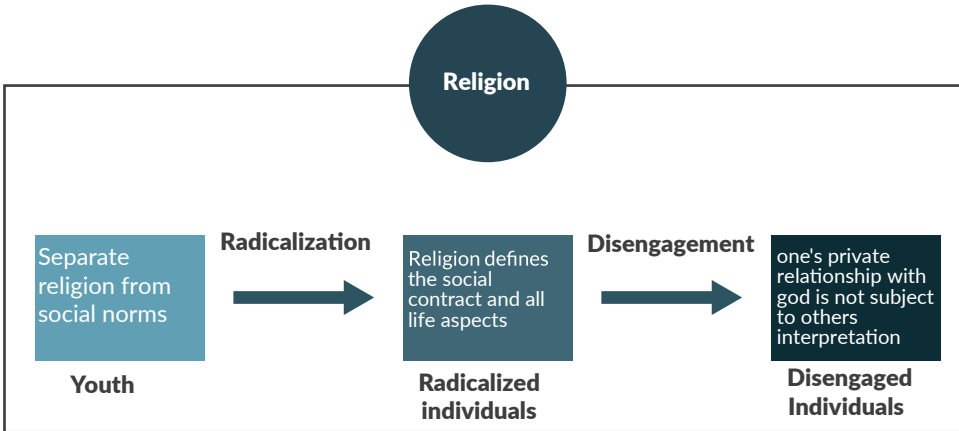 Religion
Separate
religion from
social norms
Youth
Radicalization
Religion defines
the social
contract and all
life aspects
Radicalized
individuals
Disengagement
one's private
relationship with
god is not subject
to others
interpretation
Disengaged
Individuals